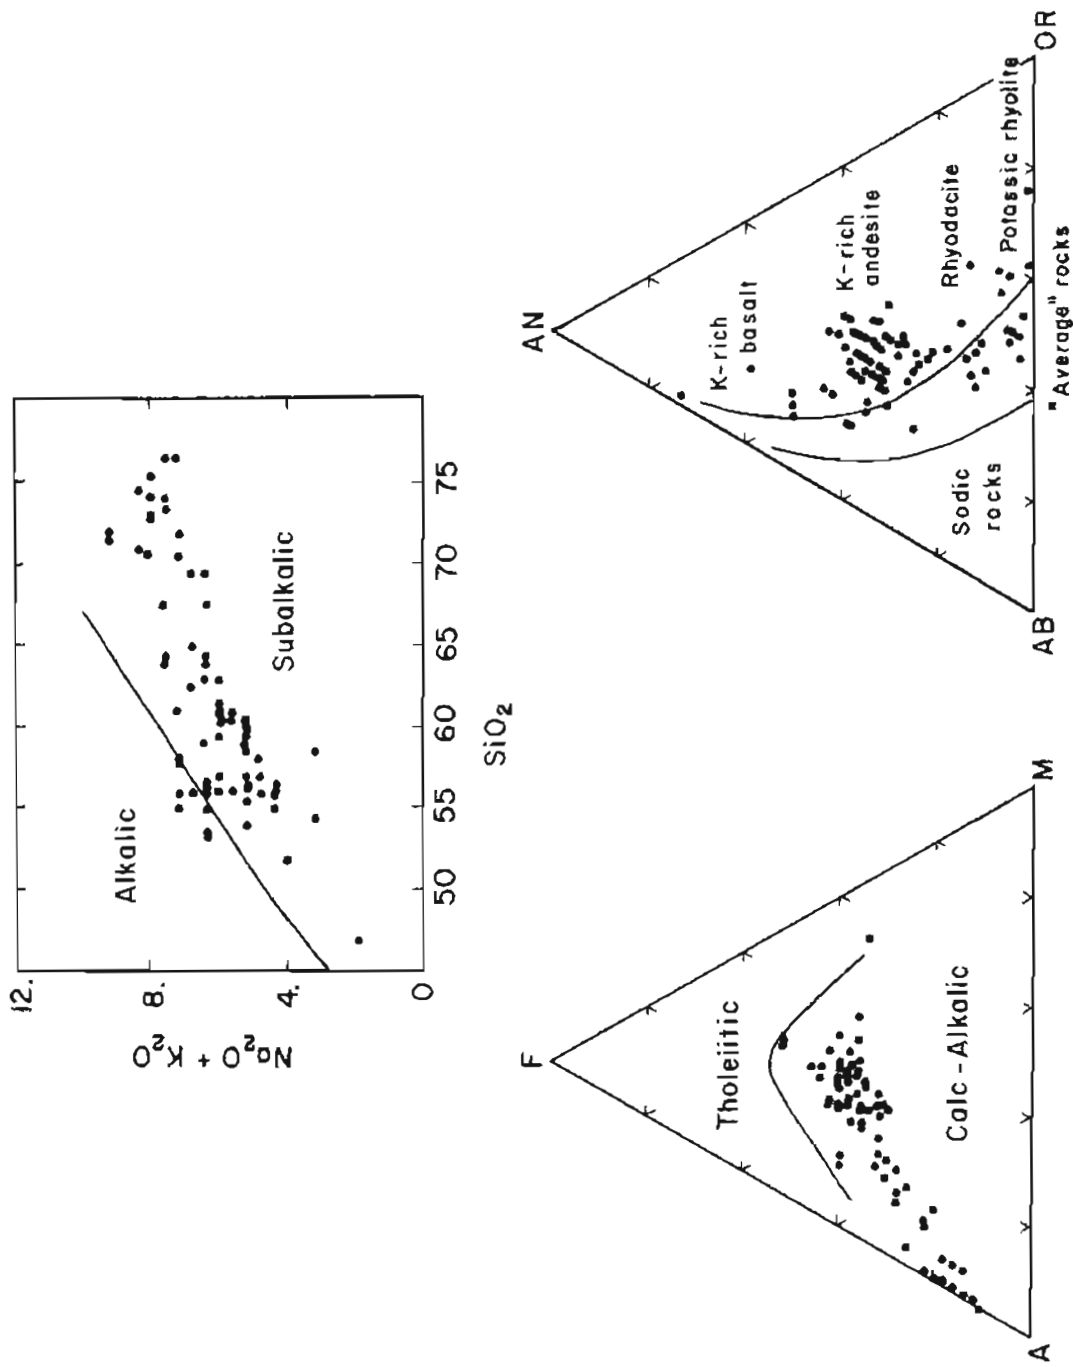 12.
8.
4.
0
Na₂O + K₂O
Alkalic
Subalkalic
50
55
60
65
70
75
SiO₂
F
Tholeiitic
Calc-Alkalic
A
M
AN
K-rich
basalt
K-rich
andesite
Rhyodacite
Potassic rhyolite
Sodic
rocks
AB
OR
"Average" rocks